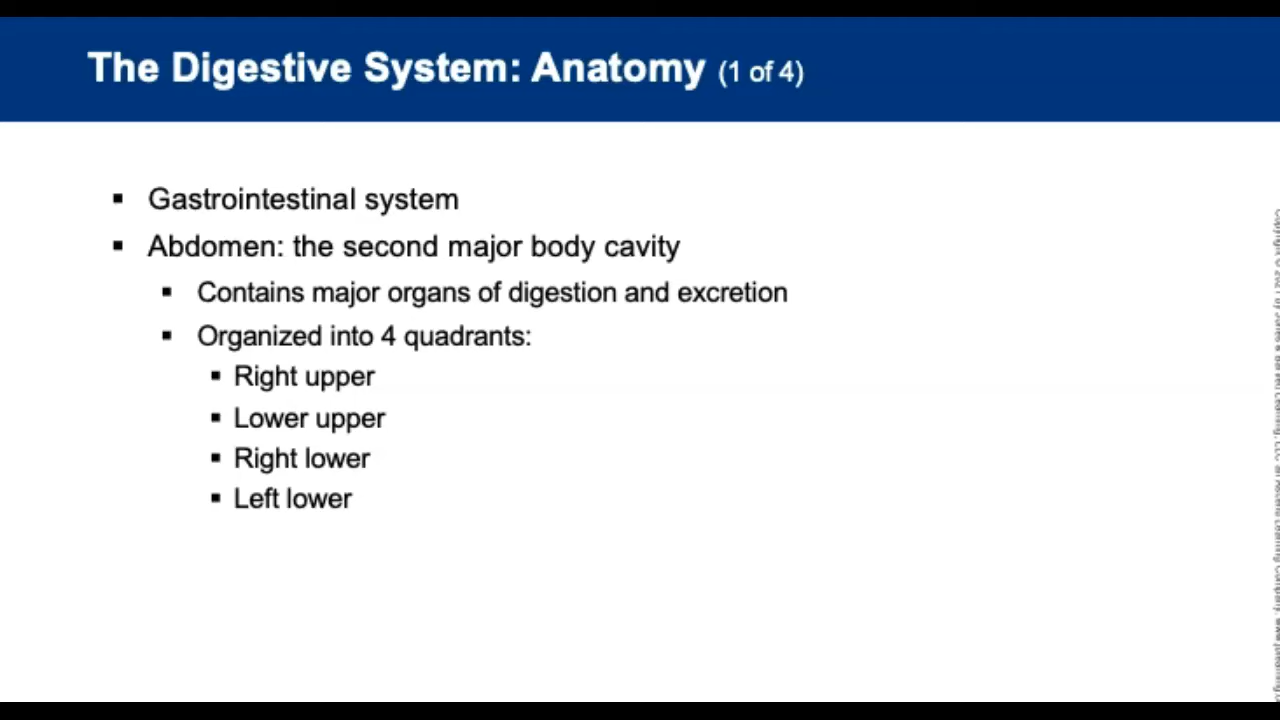 The Digestive System: Anatomy (1 of 4)
▪ Gastrointestinal system
▪ Abdomen: the second major body cavity
▪ Contains major organs of digestion and excretion
▪ Organized into 4 quadrants:
▪ Right upper
▪ Lower upper
▪ Right lower
▪ Left lower